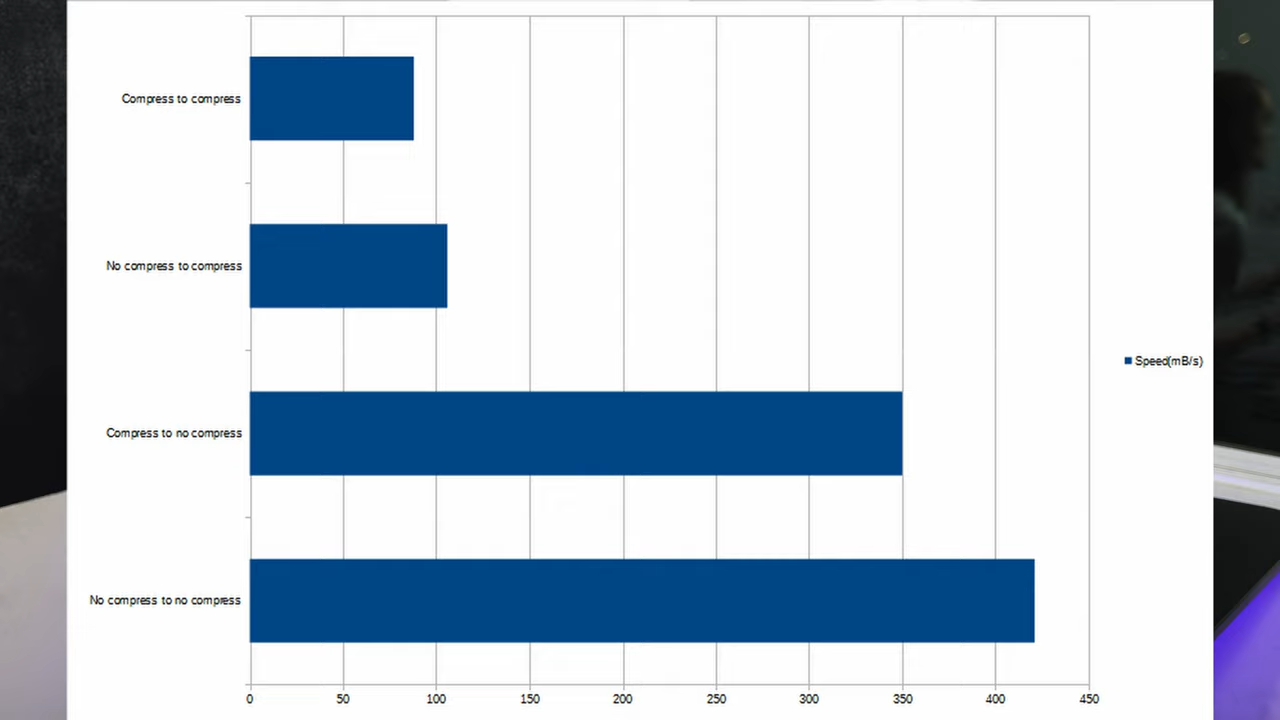 Compress to compress
No compress to compress
Compress to no compress
No compress to no compress
0 50 100 150 200 250 300 350 400 450
Speed(mB/s)